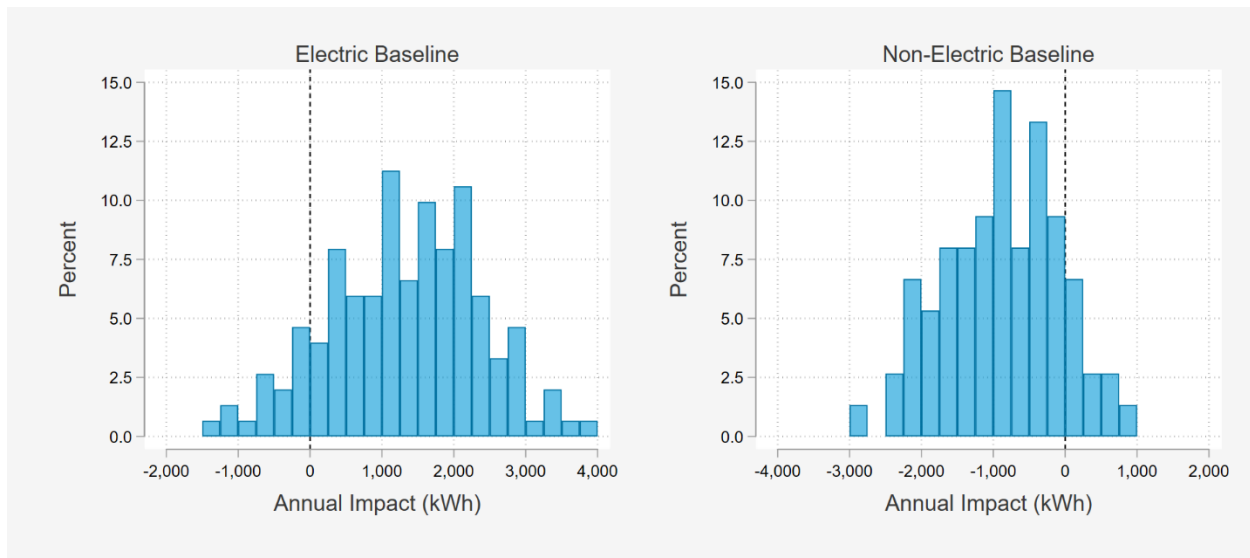 Electric Baseline
15.0
12.5
10.0
7.5
5.0
2.5
0.0
Percent
-2,000 -1,000 0 1,000 2,000 3,000 4,000
Annual Impact (kWh)
Non-Electric Baseline
15.0
12.5
10.0
7.5
5.0
2.5
0.0
Percent
-4,000 -3,000 -2,000 -1,000 0 1,000 2,000
Annual Impact (kWh)